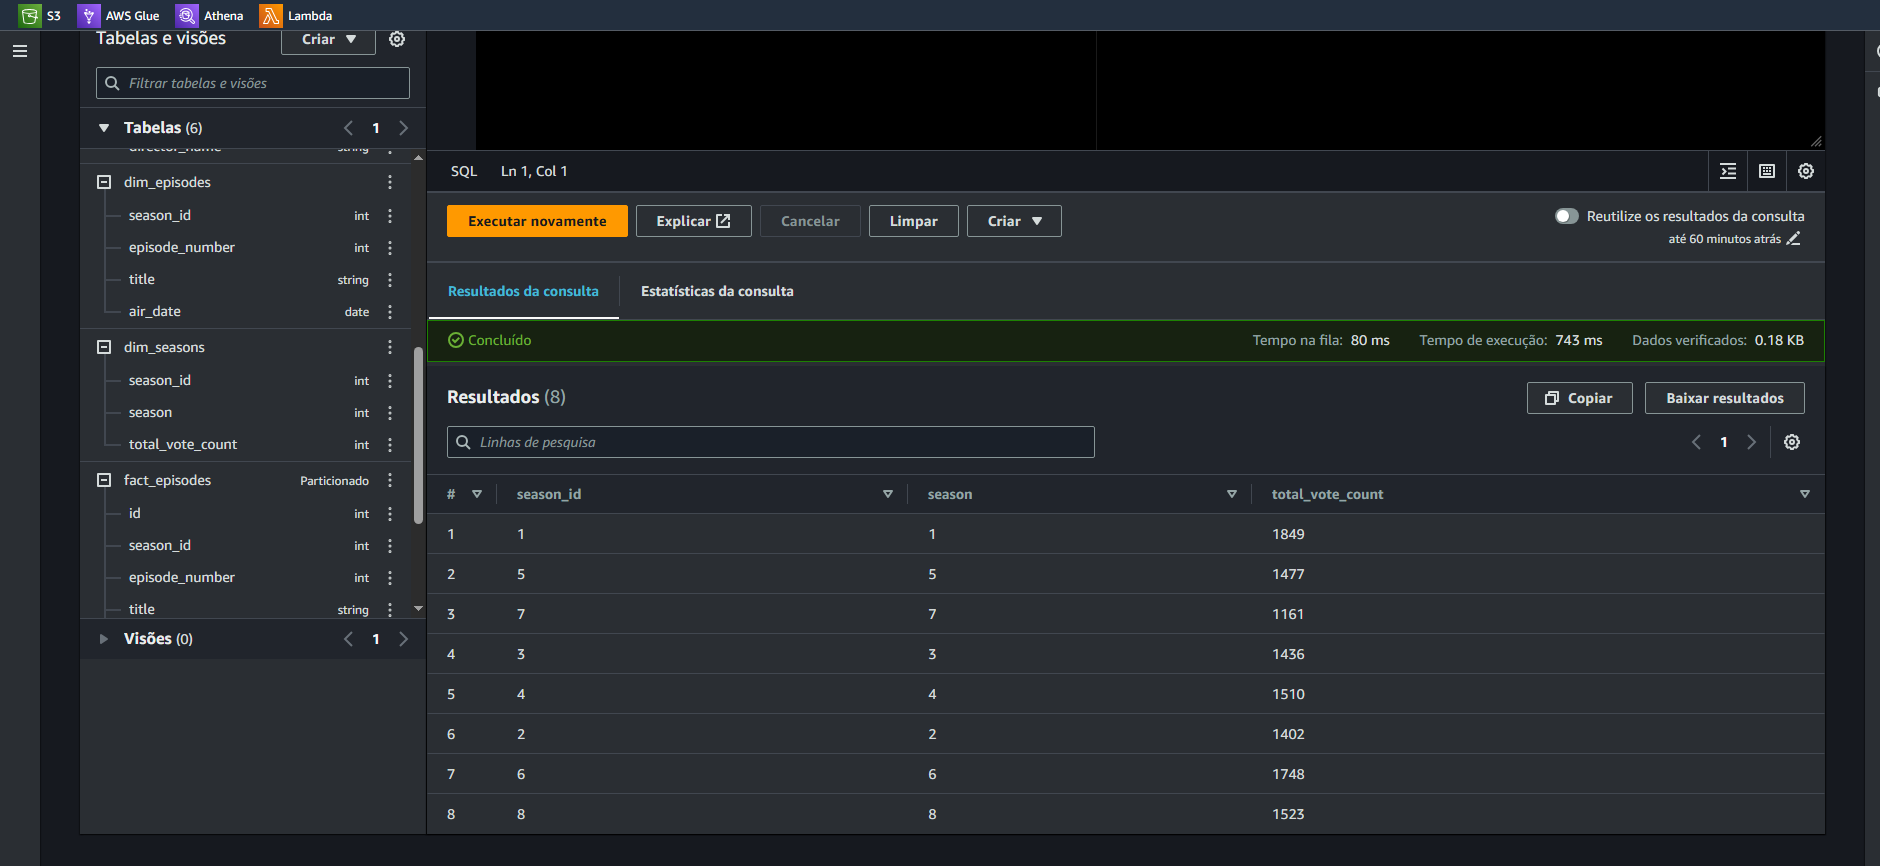 S3 AWS Glue Athena Lambda
Tabelas e visões Criar
Filtrar tabelas e visões
Tabelas (6) 1
director_name string
dim_episodes
season_id int
episode_number int
title string
air_date date
dim_seasons
season_id int
season int
total_vote_count int
fact_episodes Particionado
id int
season_id int
episode_number int
title string
Visões (0) 1
SQL Ln 1, Col 1
Executar novamente Explicar Cancelar Limpar Criar
Reutilize os resultados da consulta
até 60 minutos atrás
Resultados da consulta Estatísticas da consulta
Concluído Tempo na fila: 80 ms Tempo de execução: 743 ms Dados verificados: 0.18 KB
Resultados (8) Copiar Baixar resultados
Linhas de pesquisa 1
# season_id season total_vote_count
1 1 1 1849
2 5 5 1477
3 7 7 1161
4 3 3 1436
5 4 4 1510
6 2 2 1402
7 6 6 1748
8 8 8 1523